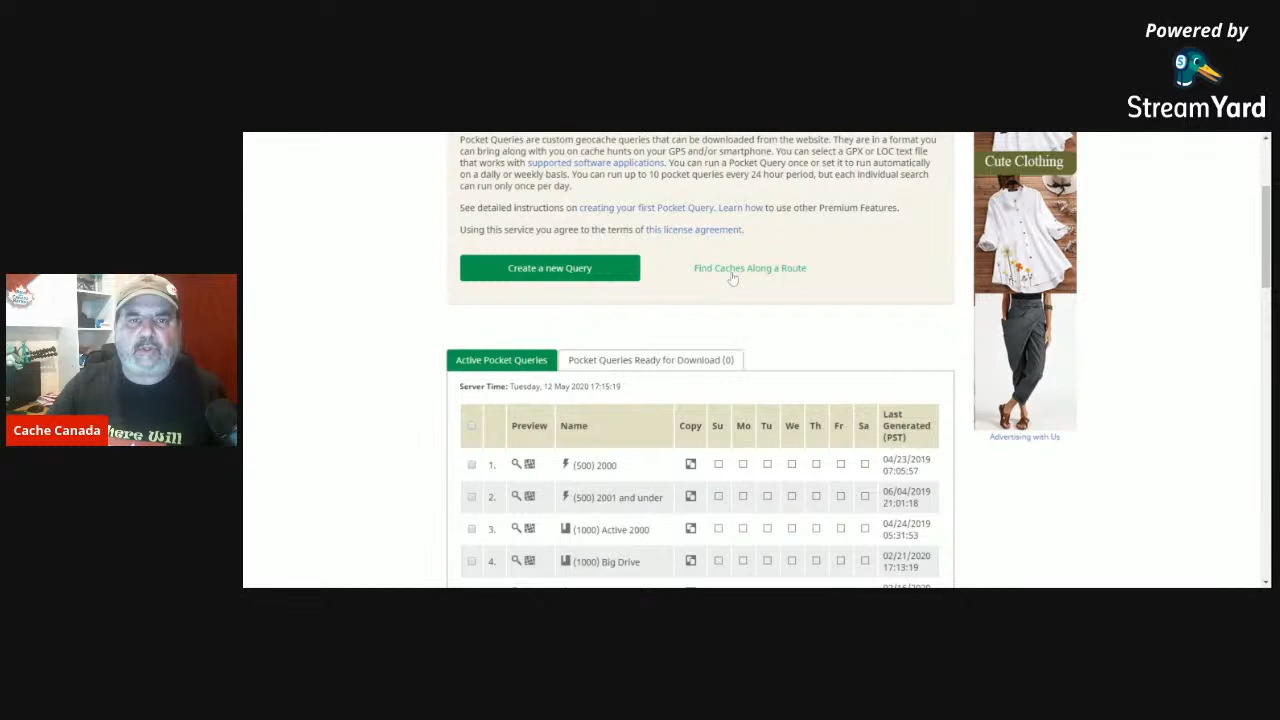 Powered by
StreamYard
Pocket Queries are custom geocache queries that can be downloaded from the website. They are in a format you
can bring along with you on cache hunts on your GPS and/or smartphone. You can select a GPX or LOC text file
that works with supported software applications. You can run a Pocket Query once or set it to run automatically
on a daily or weekly basis. You can run up to 10 pocket queries every 24 hour period, but each individual search
can run only once per day.
See detailed instructions on creating your first Pocket Query. Learn how to use other Premium Features.
Using this service you agree to the terms of this license agreement.
Create a new Query
Find Caches Along a Route
Cute Clothing
Advertising with Us
Cache Canada
here Will
Active Pocket Queries
Pocket Queries Ready for Download (0)
Server Time: Tuesday, 12 May 2020 17:15:19
Preview Name Copy Su Mo Tu We Th Fr Sa Last Generated (PST)
1. (500) 2000 04/23/2019 07:05:57
2. (500) 2001 and under 06/04/2019 21:01:18
3. (1000) Active 2000 04/24/2019 05:31:53
4. (1000) Big Drive 02/21/2020 17:13:19